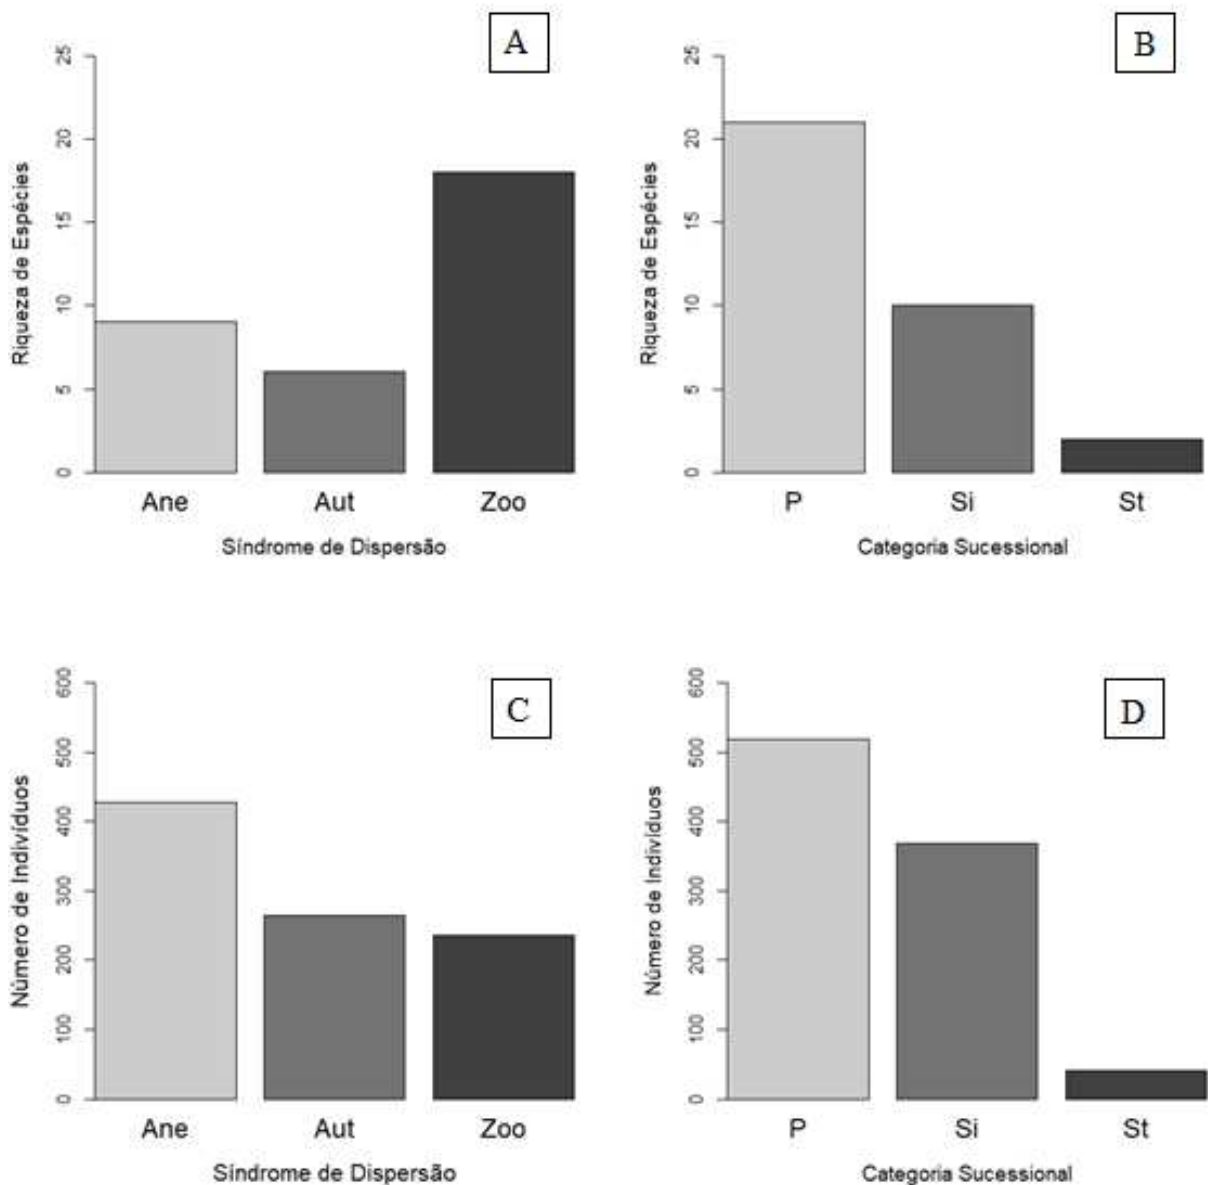 A
Riqueza de Espécies
25
20
15
10
5
0
Ane Aut Zoo
Síndrome de Dispersão
B
Riqueza de Espécies
25
20
15
10
5
0
P Si St
Categoria Sucessional
C
Número de Indivíduos
600
500
400
300
200
100
0
Ane Aut Zoo
Síndrome de Dispersão
D
Número de Indivíduos
600
500
400
300
200
100
0
P Si St
Categoria Sucessional